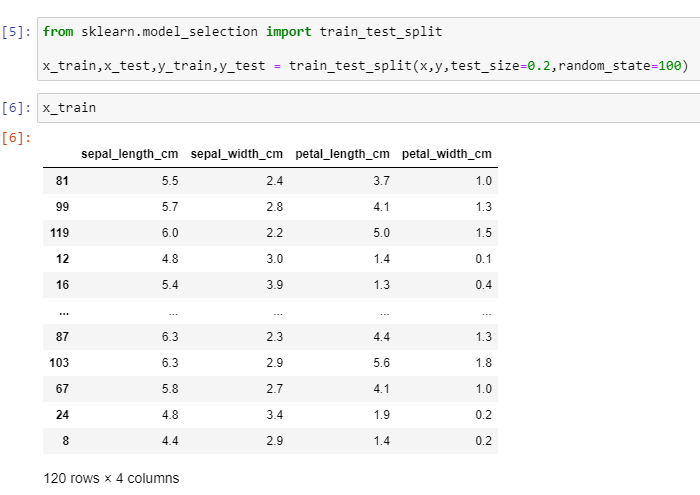 [5]: from sklearn.model_selection import train_test_split
x_train,x_test,y_train,y_test = train_test_split(x,y,test_size=0.2,random_state=100)
[6]: x_train
[6]:
sepal_length_cm sepal_width_cm petal_length_cm petal_width_cm
81 5.5 2.4 3.7 1.0
99 5.7 2.8 4.1 1.3
119 6.0 2.2 5.0 1.5
12 4.8 3.0 1.4 0.1
16 5.4 3.9 1.3 0.4
... ... ... ... ...
87 6.3 2.3 4.4 1.3
103 6.3 2.9 5.6 1.8
67 5.8 2.7 4.1 1.0
24 4.8 3.4 1.9 0.2
8 4.4 2.9 1.4 0.2
120 rows × 4 columns